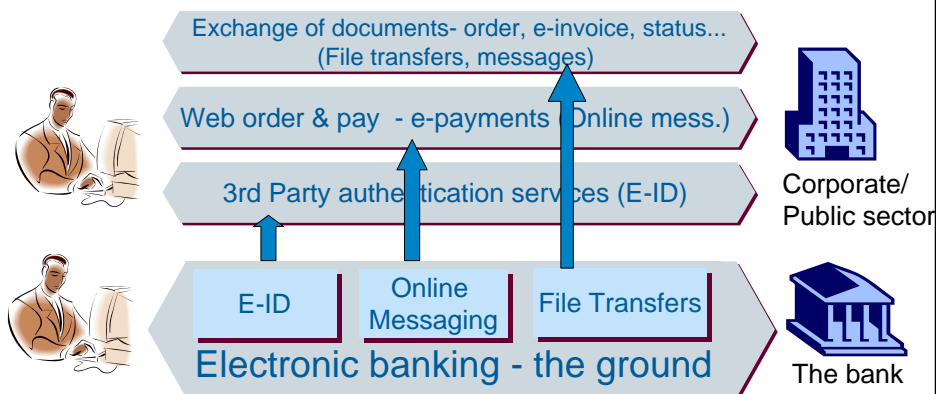 Exchange of documents- order, e-invoice, status...
(File transfers, messages)
Web order & pay - e-payments (Online mess.)
3rd Party authentication services (E-ID)
Corporate/
Public sector
E-ID
Online
Messaging
File Transfers
Electronic banking - the ground
The bank